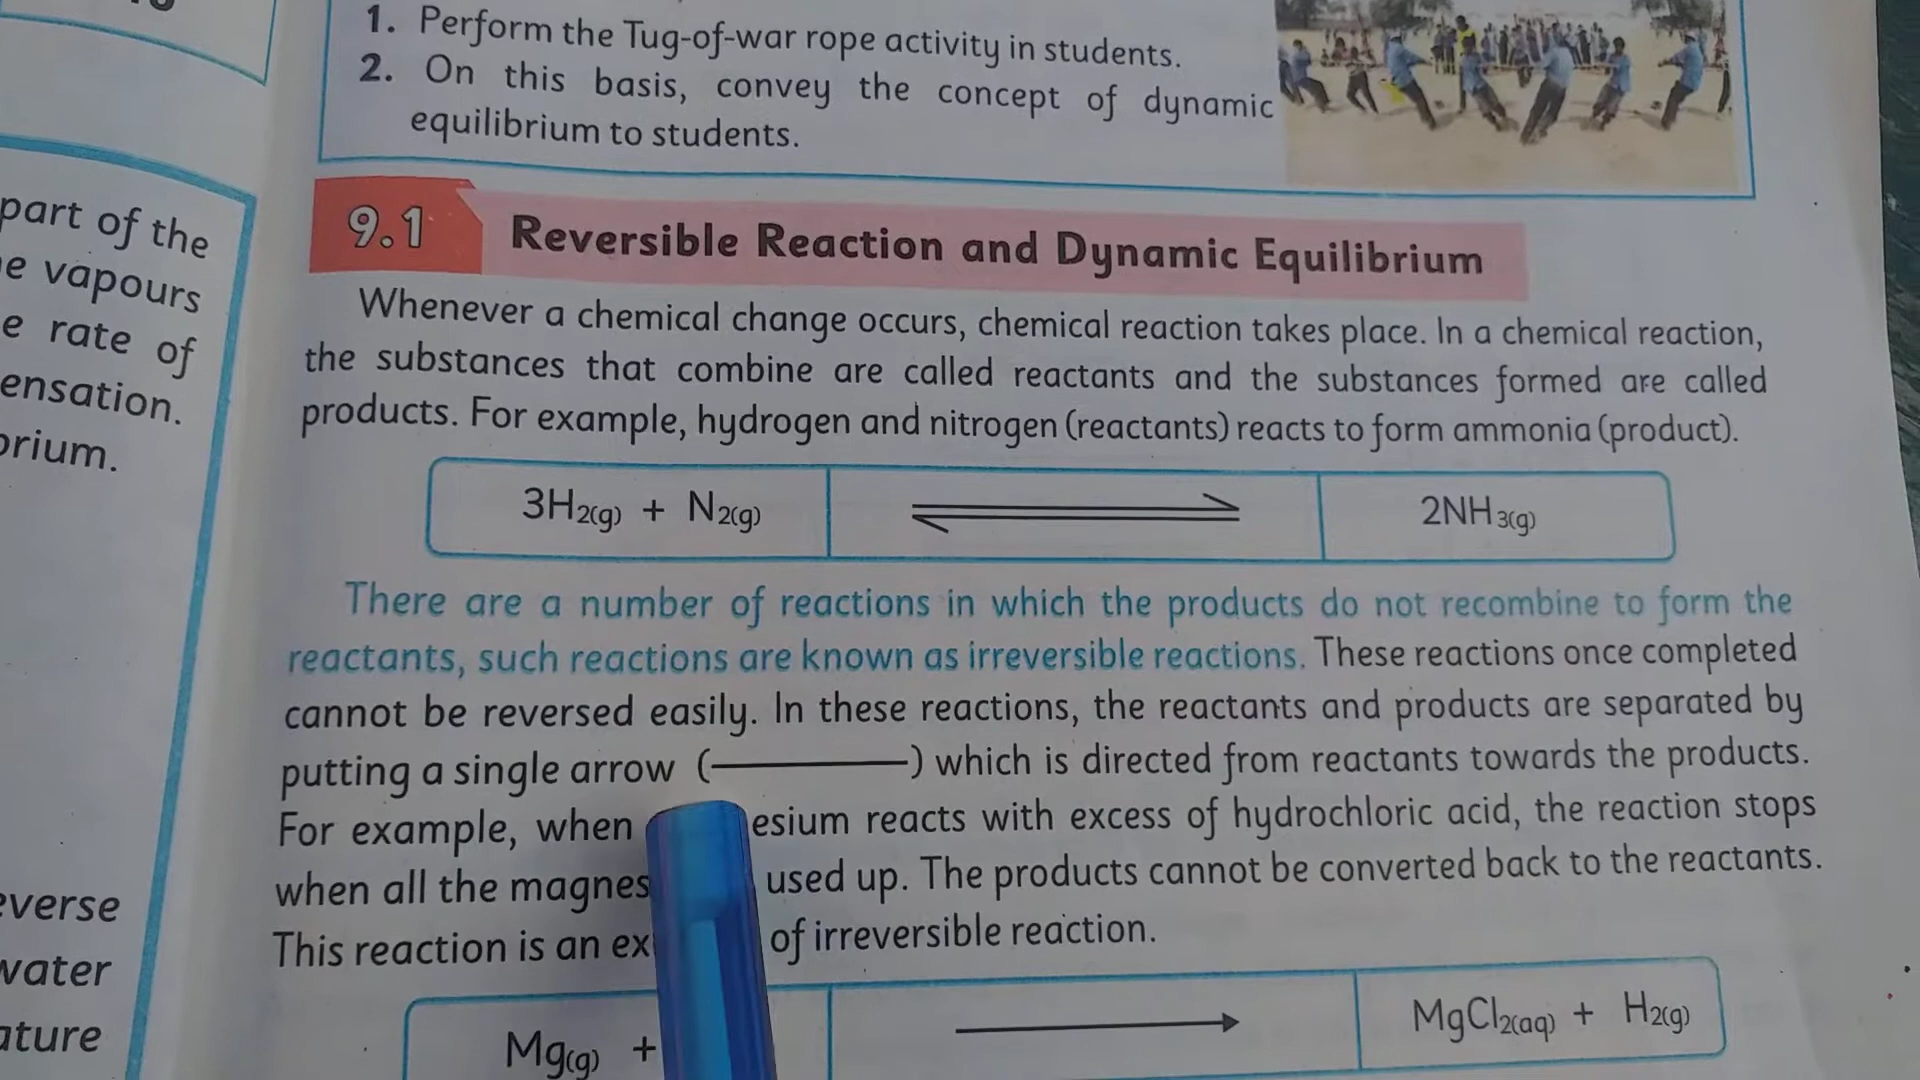 part of the
vapours
e rate of
ensation.
brium.
everse
water
ature
1. Perform the Tug-of-war rope activity in students.
2. On this basis, convey the concept of dynamic
equilibrium to students.
9.1 Reversible Reaction and Dynamic Equilibrium
Whenever a chemical change occurs, chemical reaction takes place. In a chemical reaction,
the substances that combine are called reactants and the substances formed are called
products. For example, hydrogen and nitrogen (reactants) reacts to form ammonia (product).
3H2(g) + N2(g) ⇌ 2NH3(g)
There are a number of reactions in which the products do not recombine to form the
reactants, such reactions are known as irreversible reactions. These reactions once completed
cannot be reversed easily. In these reactions, the reactants and products are separated by
putting a single arrow (————) which is directed from reactants towards the products.
For example, when esium reacts with excess of hydrochloric acid, the reaction stops
when all the magnes used up. The products cannot be converted back to the reactants.
This reaction is an ex of irreversible reaction.
Mg(g) + → MgCl2(aq) + H2(g)